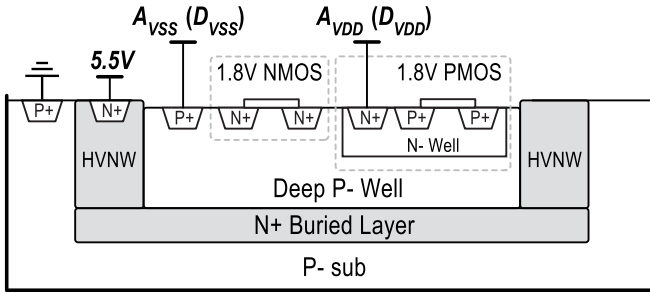 A_VSS (D_VSS) A_VDD (D_VDD)
5.5V 1.8V NMOS 1.8V PMOS
P+ N+ P+ N+ N+ N+ P+ P+
N- Well
HVNW HVNW
Deep P- Well
N+ Buried Layer
P- sub